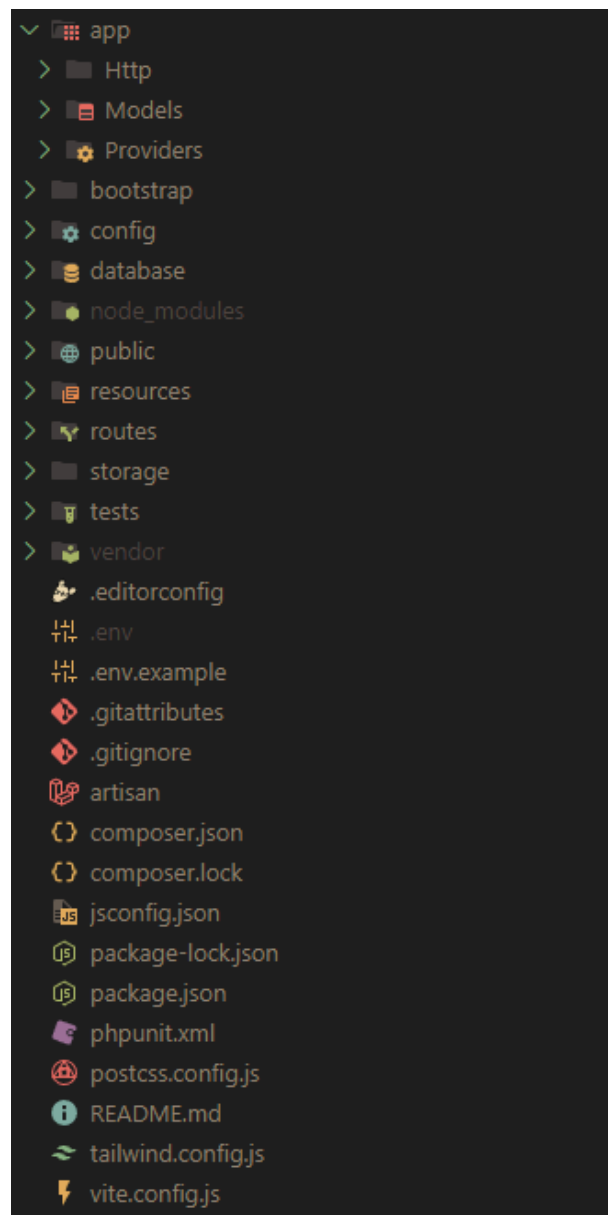 app
Http
Models
Providers
bootstrap
config
database
node_modules
public
resources
routes
storage
tests
vendor
.editorconfig
.env
.env.example
.gitattributes
.gitignore
artisan
composer.json
composer.lock
jsconfig.json
package-lock.json
package.json
phpunit.xml
postcss.config.js
README.md
tailwind.config.js
vite.config.js